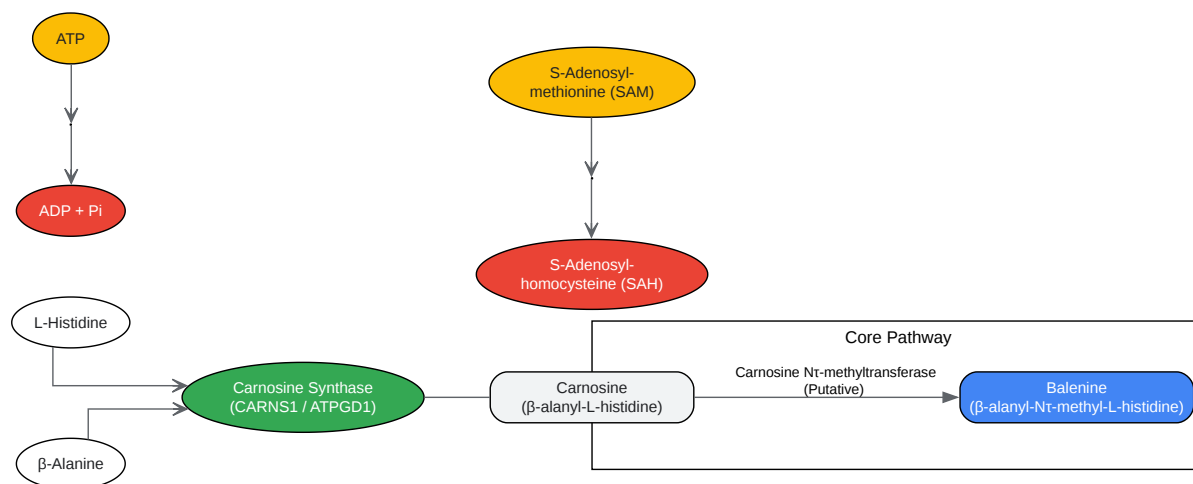 ATP
S-Adenosyl-
methionine (SAM)
ADP + Pi
S-Adenosyl-
homocysteine (SAH)
L-Histidine
Core Pathway
Carnosine Nτ-methyltransferase
(Putative)
Carnosine Synthase
(CARNS1 / ATPGD1)
Carnosine
(β-alanyl-L-histidine)
Balenine
(β-alanyl-Nτ-methyl-L-histidine)
β-Alanine